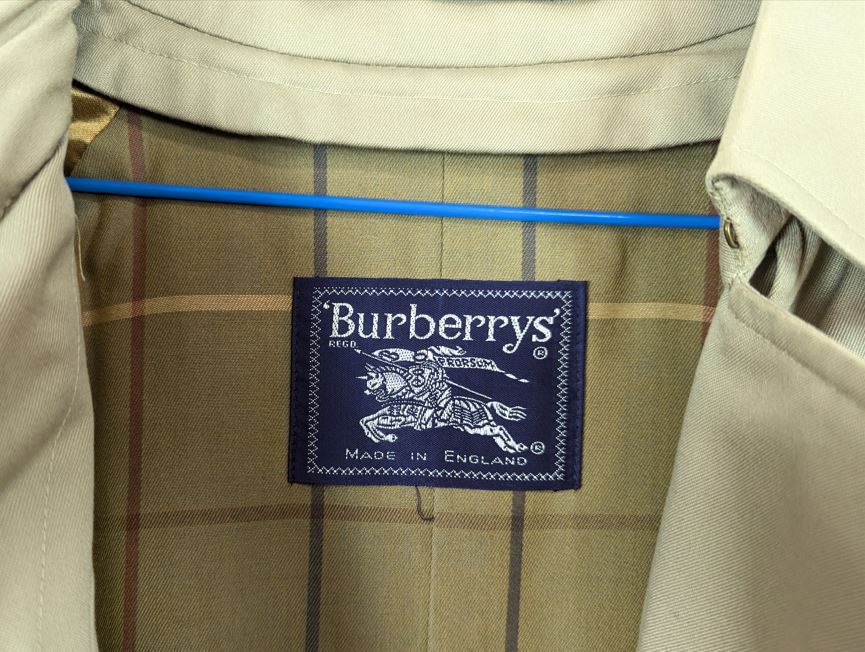 'Burberrys'
REGD ®
PRORSUM
®
MADE IN ENGLAND